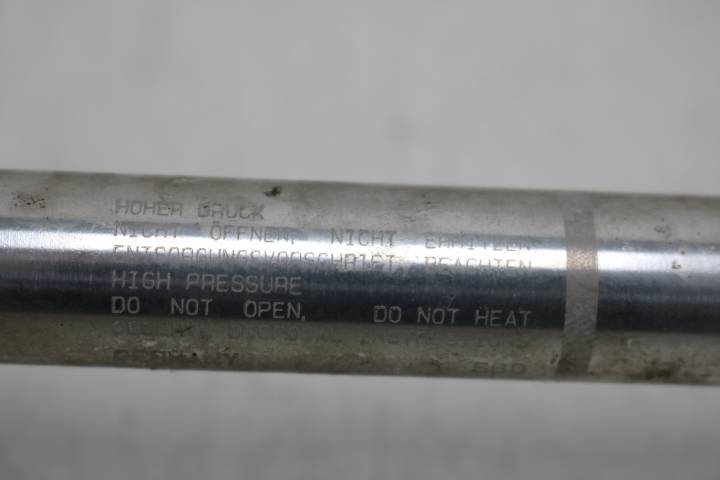 HOHER DRUCK
NICHT ÖFFNEN, NICHT ERHITZEN
ENTSORGUNGSVORSCHRIFT BEACHTEN
HIGH PRESSURE
DO NOT OPEN, DO NOT HEAT
GERMANY